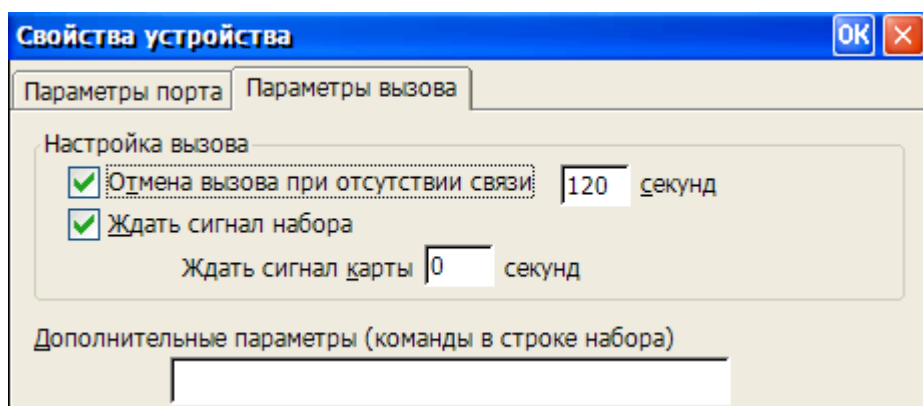 Свойства устройства OK
Параметры порта Параметры вызова
Настройка вызова
Отмена вызова при отсутствии связи 120 секунд
Ждать сигнал набора
Ждать сигнал карты 0 секунд
Дополнительные параметры (команды в строке набора)